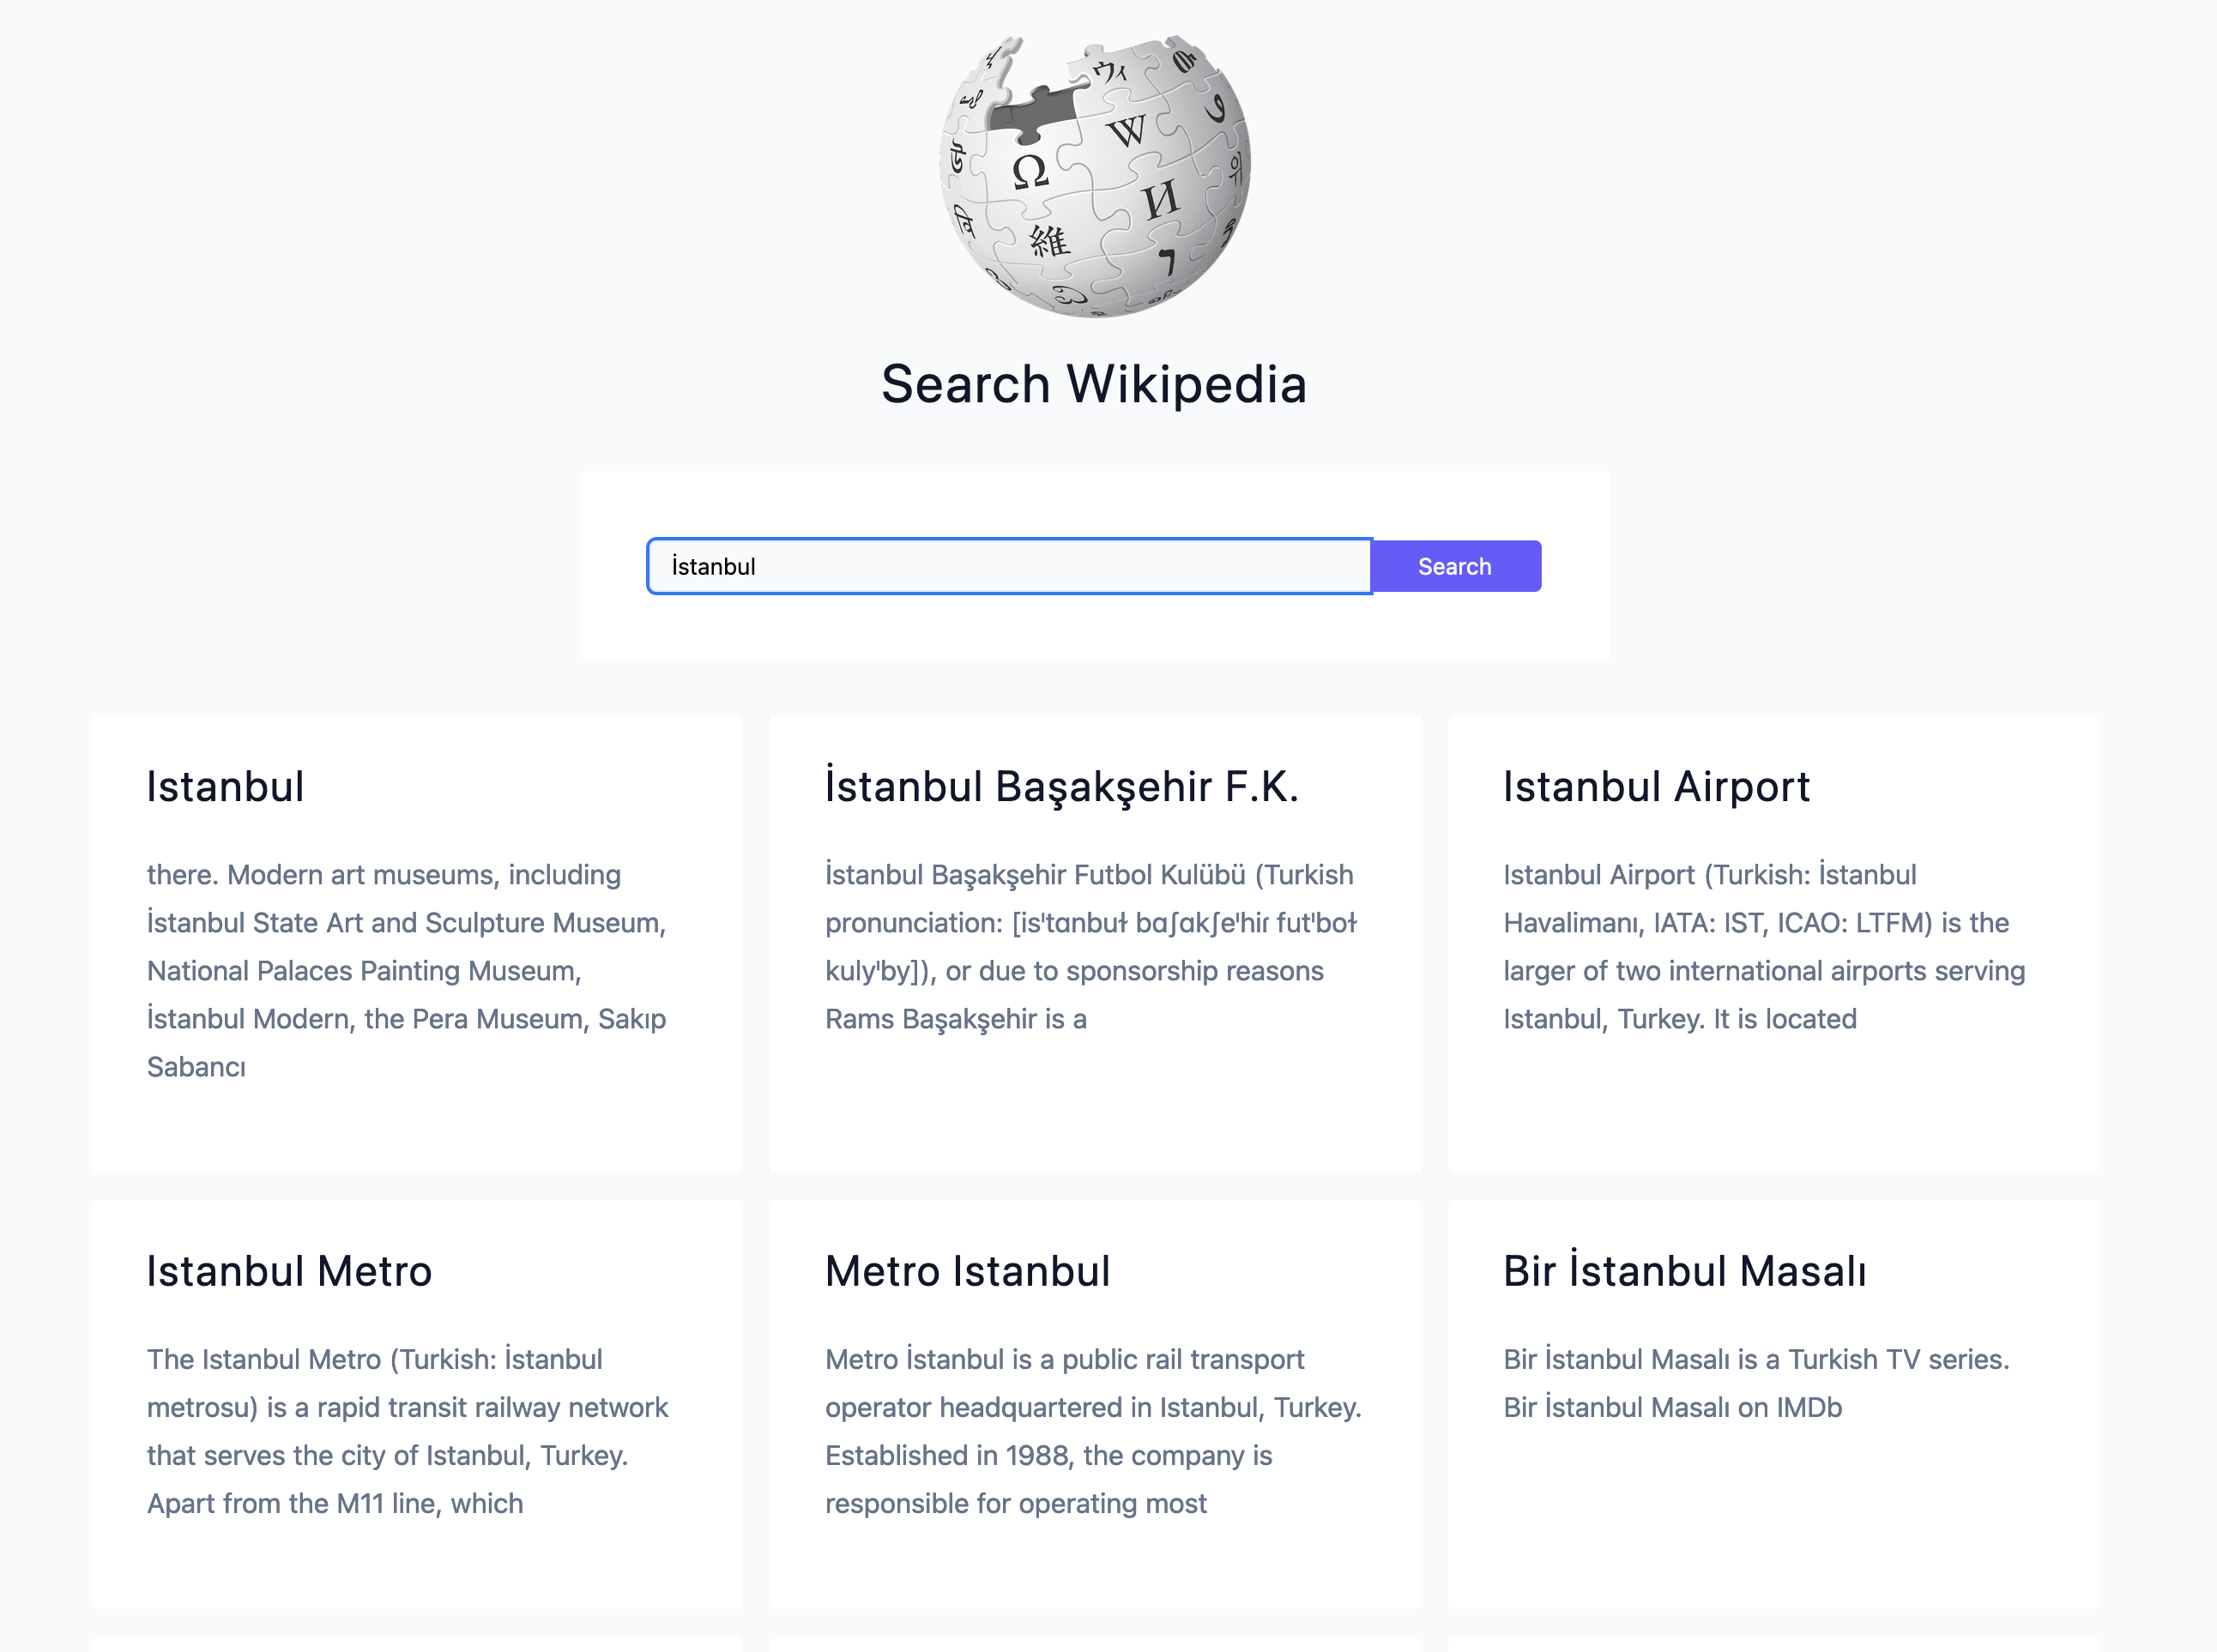 Ω
W
И
維
ウィ
Search Wikipedia
İstanbul
Search
Istanbul
there. Modern art museums, including
İstanbul State Art and Sculpture Museum,
National Palaces Painting Museum,
İstanbul Modern, the Pera Museum, Sakıp
Sabancı
İstanbul Başakşehir F.K.
İstanbul Başakşehir Futbol Kulübü (Turkish
pronunciation: [isˈtɑnbuɫ bɑʃɑkʃeˈhiɾ futˈboɫ
kulyˈby]), or due to sponsorship reasons
Rams Başakşehir is a
Istanbul Airport
Istanbul Airport (Turkish: İstanbul
Havalimanı, IATA: IST, ICAO: LTFM) is the
larger of two international airports serving
Istanbul, Turkey. It is located
Istanbul Metro
The Istanbul Metro (Turkish: İstanbul
metrosu) is a rapid transit railway network
that serves the city of Istanbul, Turkey.
Apart from the M11 line, which
Metro Istanbul
Metro İstanbul is a public rail transport
operator headquartered in Istanbul, Turkey.
Established in 1988, the company is
responsible for operating most
Bir İstanbul Masalı
Bir İstanbul Masalı is a Turkish TV series.
Bir İstanbul Masalı on IMDb